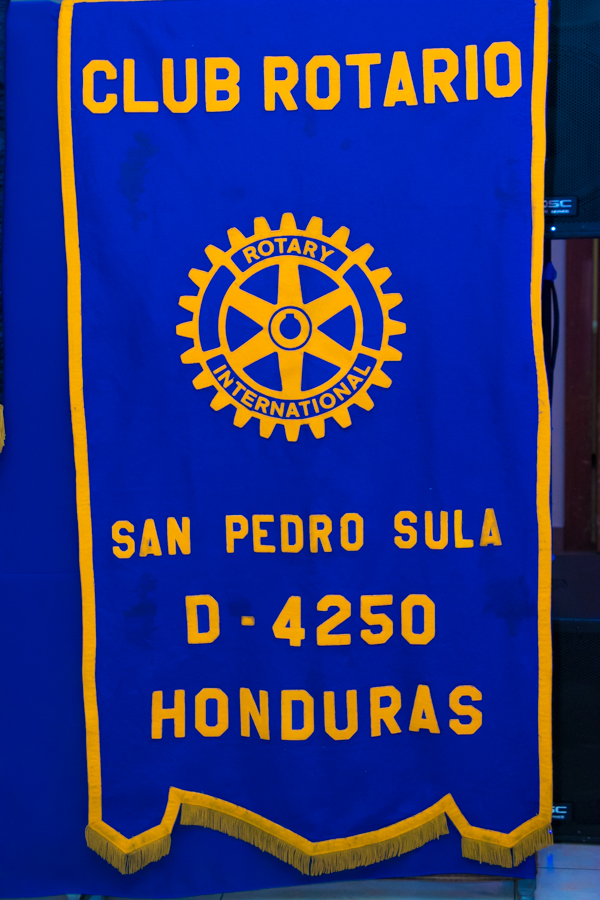 CLUB ROTARIO
ROTARY
INTERNATIONAL
SAN PEDRO SULA
D-4250
HONDURAS